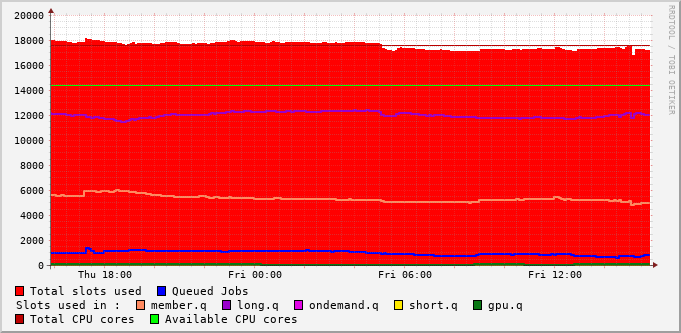 20000
18000
16000
14000
12000
10000
8000
6000
4000
2000
0
Thu 18:00 Fri 00:00 Fri 06:00 Fri 12:00
RRDTOOL / TOBI OETIKER
Total slots used Queued Jobs
Slots used in : member.q long.q ondemand.q short.q gpu.q
Total CPU cores Available CPU cores